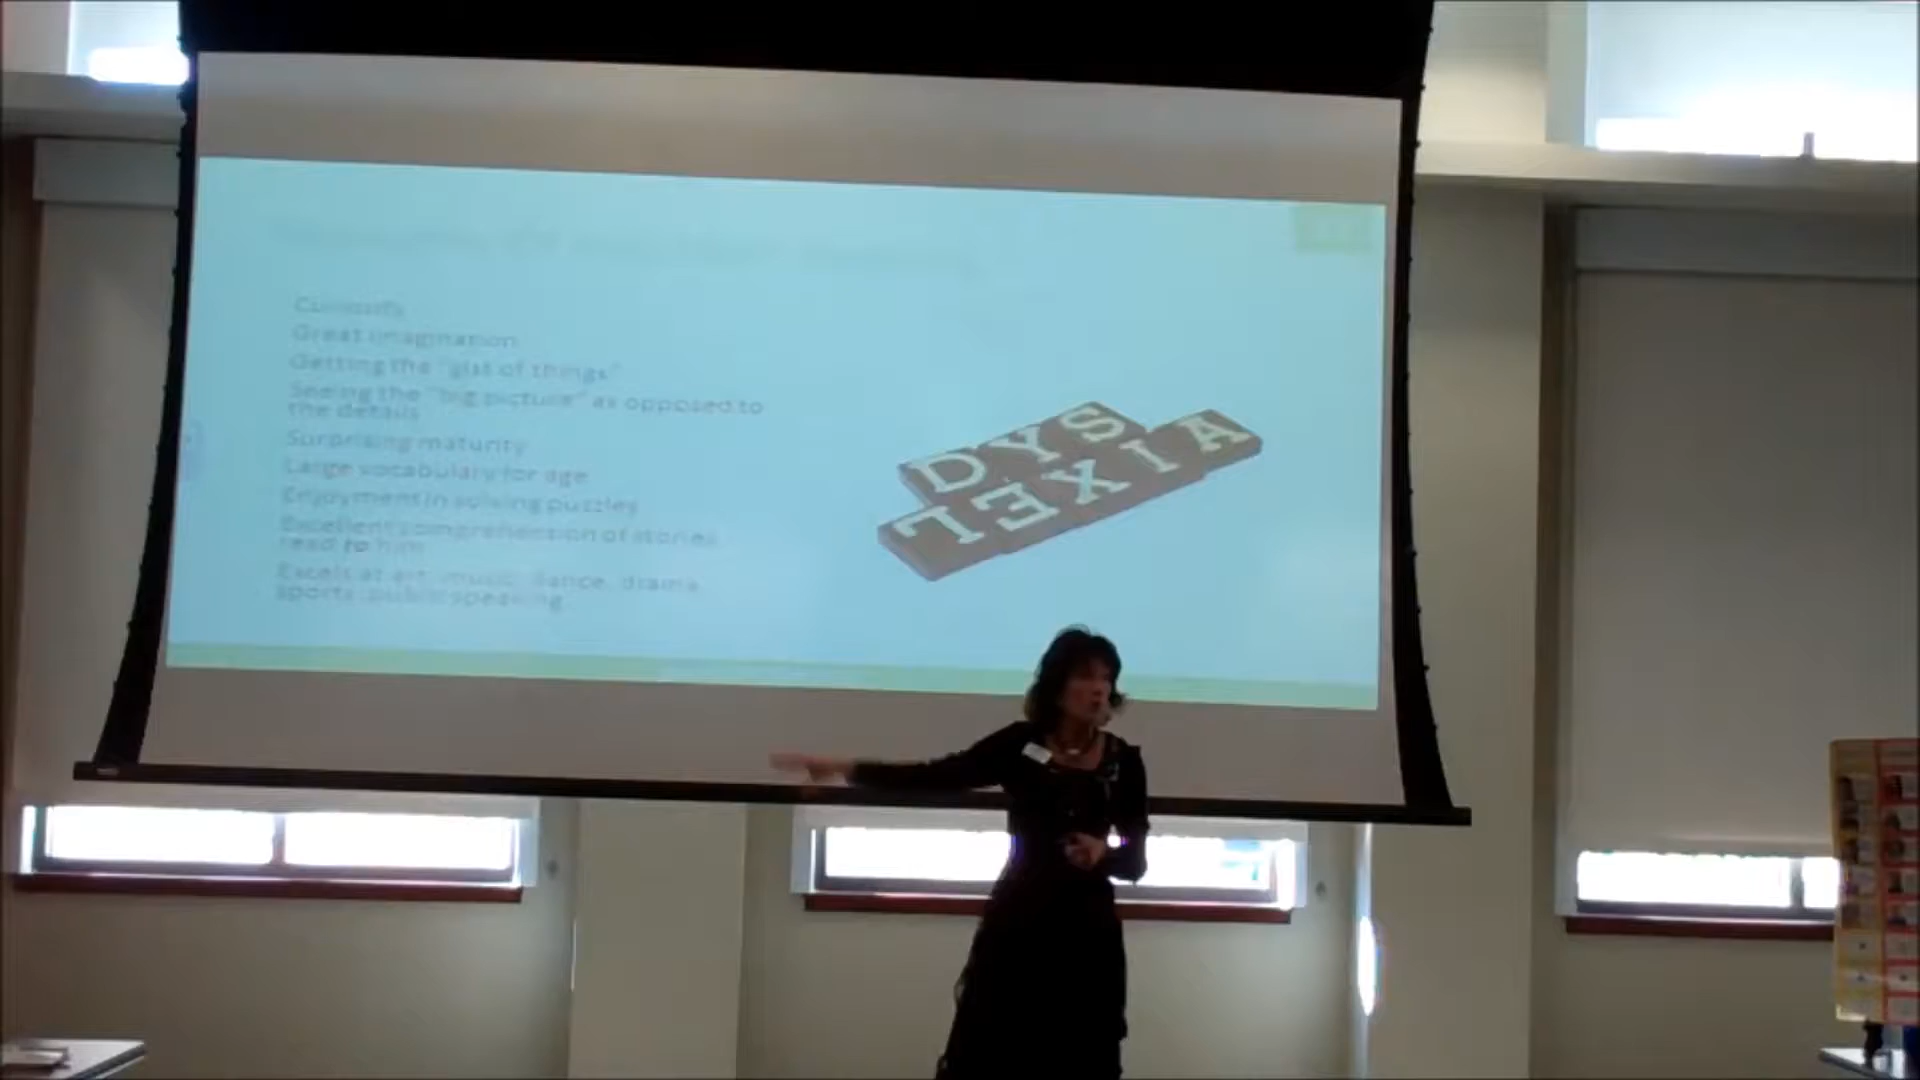 Curiosity
Great imagination
Getting the "gist of things"
Seeing the "big picture" as opposed to
the details
Surprising maturity
Large vocabulary for age
Enjoyment in solving puzzles
Excellent comprehension of stories
read to him
Excels at art, music, dance, drama,
sports, public speaking
DYS
LEXIA